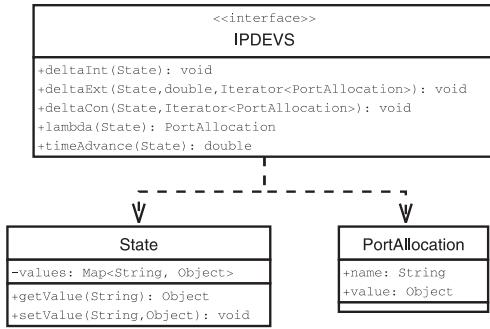 <<interface>>
IPDEVS
+deltaInt(State): void
+deltaExt(State,double,Iterator<PortAllocation>): void
+deltaCon(State,Iterator<PortAllocation>): void
+lambda(State): PortAllocation
+timeAdvance(State): double
State
-values: Map<String, Object>
+getValue(String): Object
+setValue(String,Object): void
PortAllocation
+name: String
+value: Object